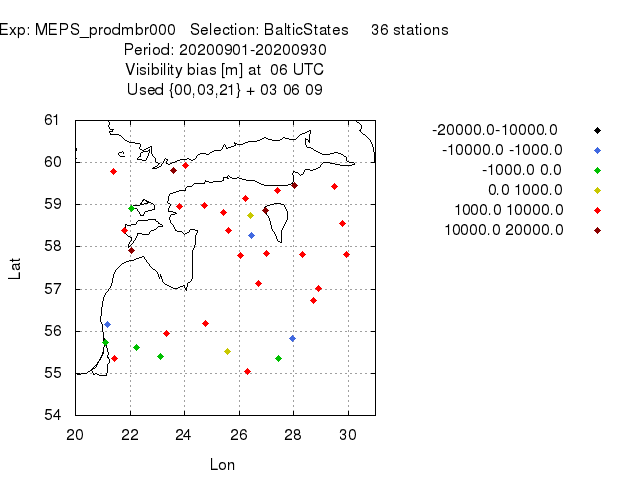 Exp: MEPS_prodmbr000 Selection: BalticStates 36 stations
Period: 20200901-20200930
Visibility bias [m] at 06 UTC
Used {00,03,21} + 03 06 09
-20000.0-10000.0
-10000.0 -1000.0
-1000.0 0.0
0.0 1000.0
1000.0 10000.0
10000.0 20000.0
61
60
59
58
57
56
55
54
Lat
20 22 24 26 28 30
Lon